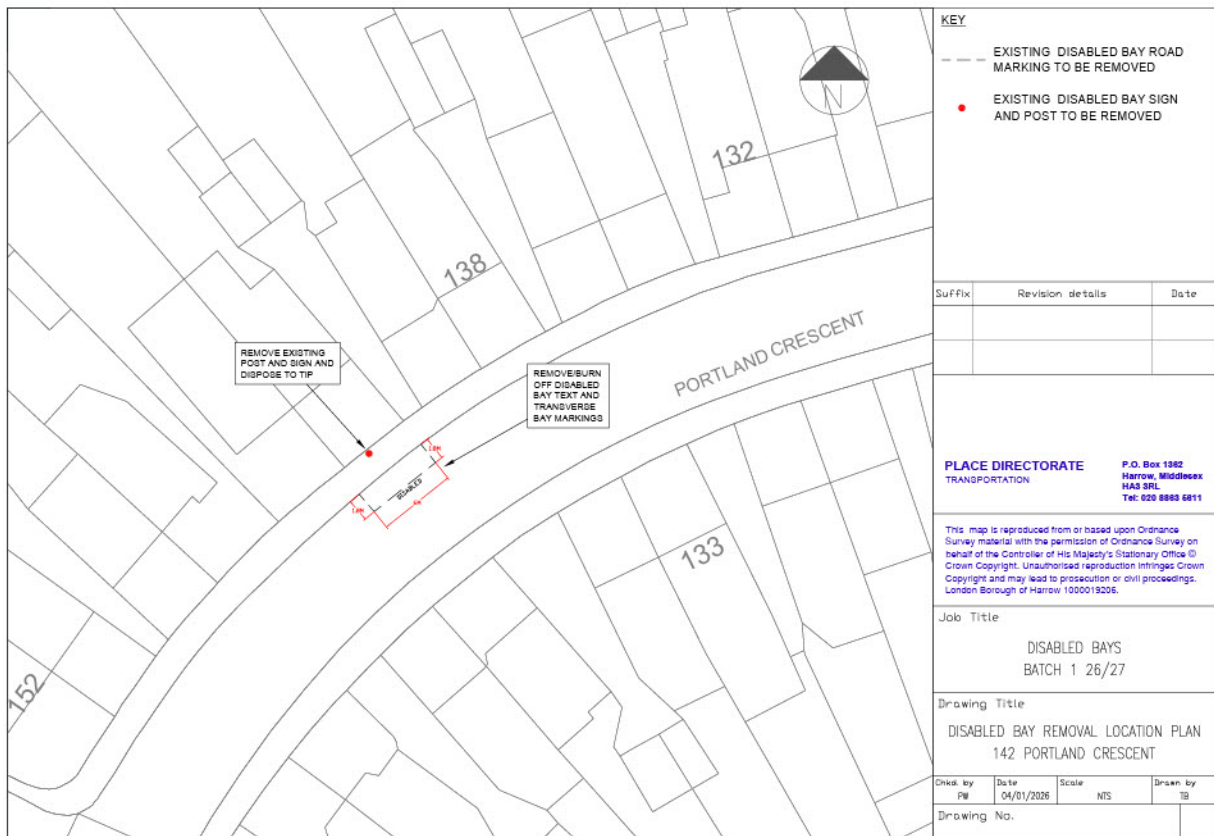 132
N
138
PORTLAND CRESCENT
REMOVE EXISTING
POST AND SIGN AND
DISPOSE TO TIP
REMOVE/BURN
OFF DISABLED
BAY TEXT AND
TRANSVERSE
BAY MARKINGS
1.8M
DISABLED
1.8M
6m
133
152
KEY
EXISTING DISABLED BAY ROAD
MARKING TO BE REMOVED
EXISTING DISABLED BAY SIGN
AND POST TO BE REMOVED
Suffix Revision details Date
PLACE DIRECTORATE
TRANSPORTATION
P.O. Box 1362
Harrow, Middlesex
HA3 3RL
Tel: 020 8863 5611
This map is reproduced from or based upon Ordnance
Survey material with the permission of Ordnance Survey on
behalf of the Controller of His Majesty's Stationary Office ©
Crown Copyright. Unauthorised reproduction infringes Crown
Copyright and may lead to prosecution or civil proceedings.
London Borough of Harrow 1000019206.
Job Title
DISABLED BAYS
BATCH 1 26/27
Drawing Title
DISABLED BAY REMOVAL LOCATION PLAN
142 PORTLAND CRESCENT
Chkd. by Date Scale Drawn by
PW 04/01/2026 NTS TB
Drawing No.